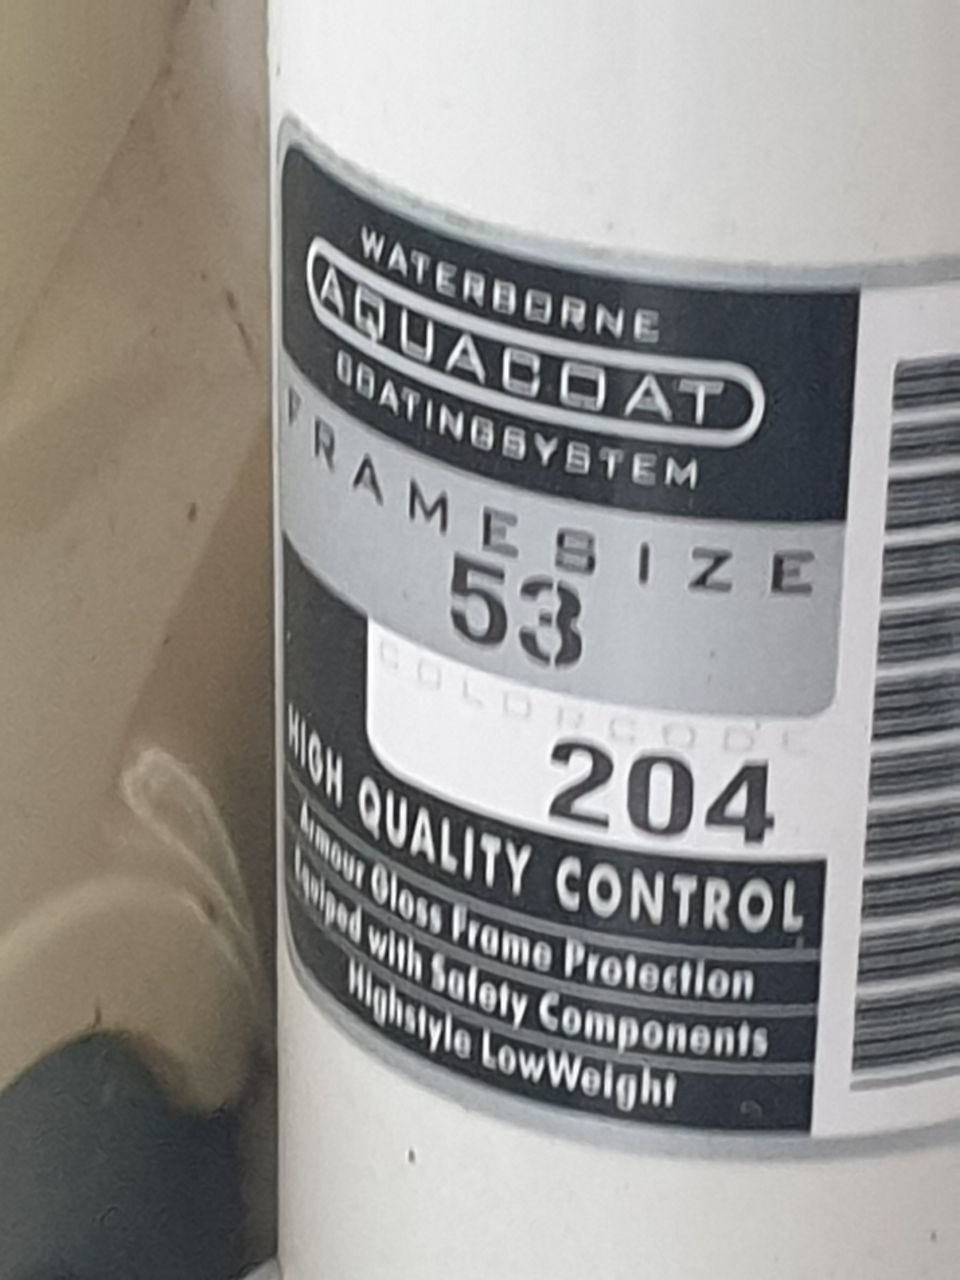 WATERBORNE
AQUACOAT
COATINGSYSTEM
FRAMESIZE
53
COLORCODE
204
HIGH QUALITY CONTROL
Armour Gloss Frame Protection
Equiped with Safety Components
Highstyle LowWeight